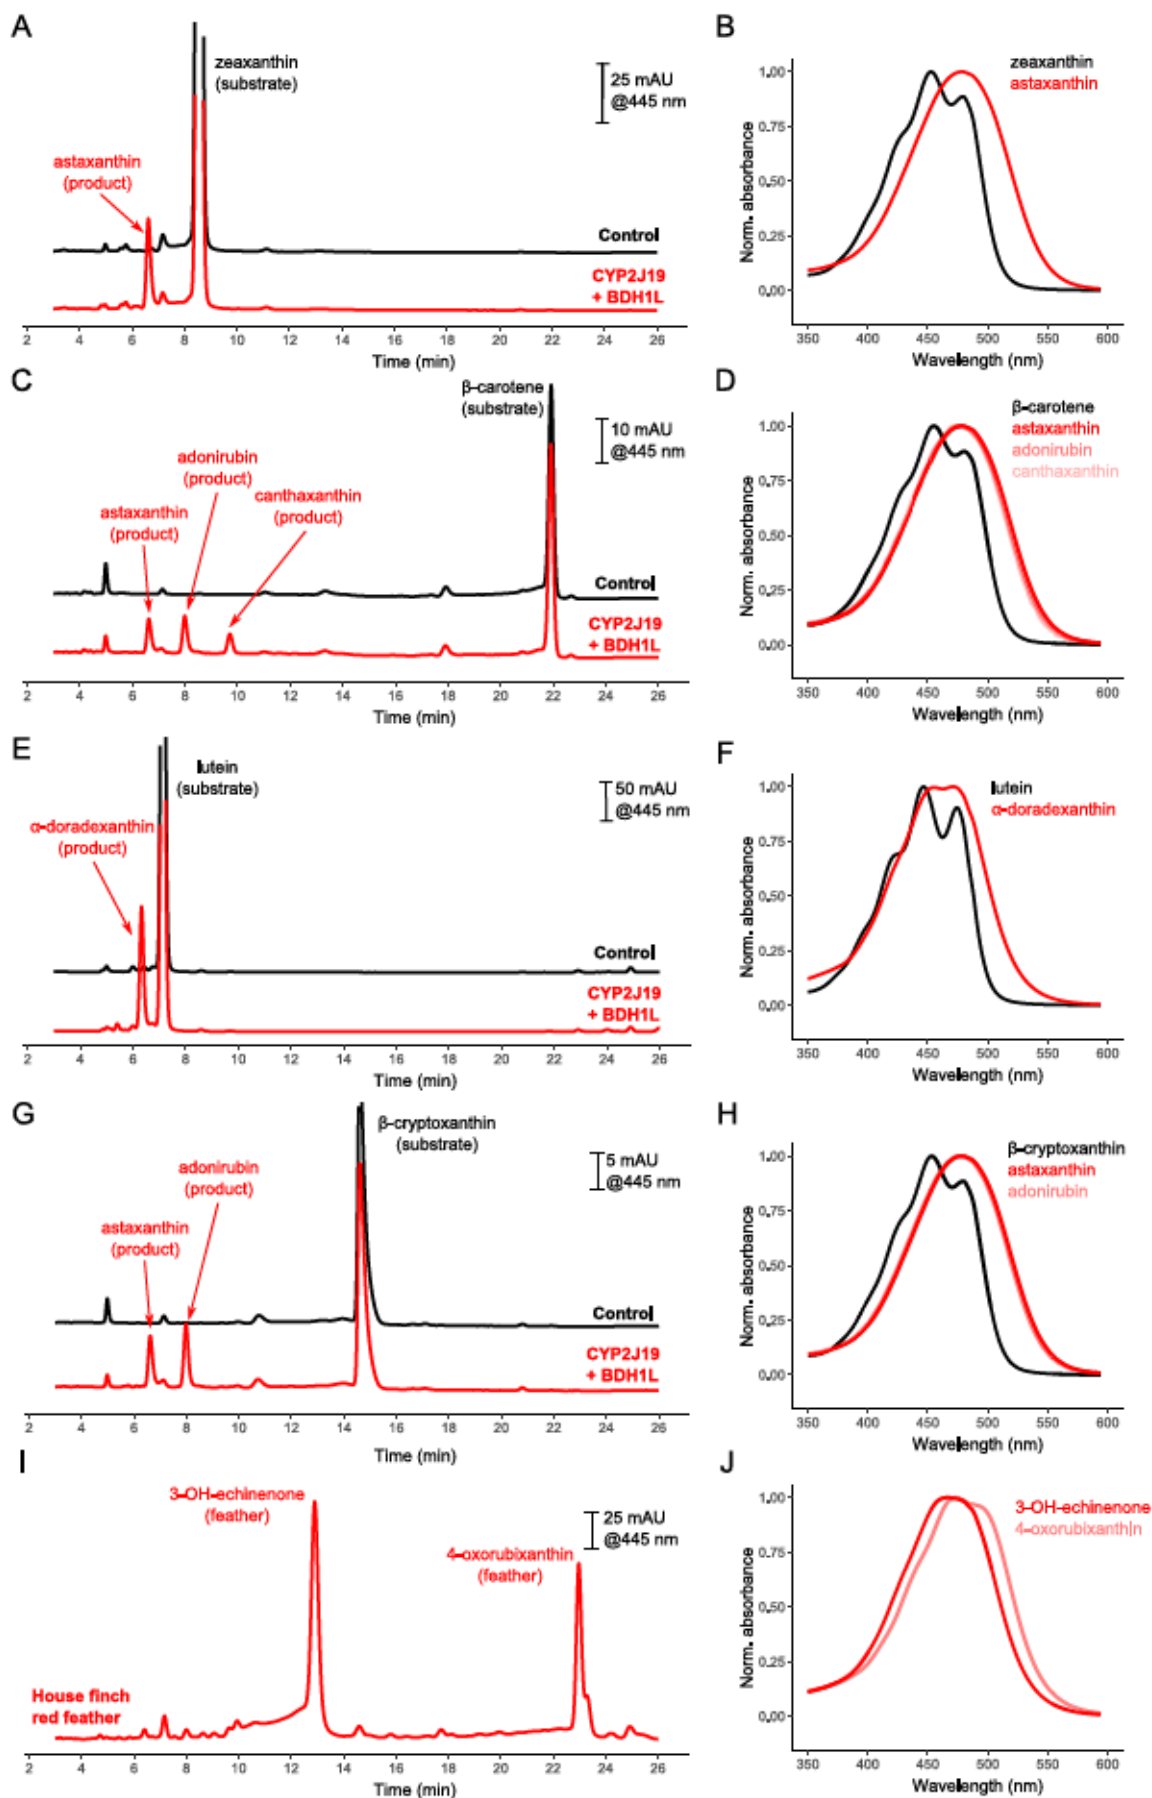 A
zeaxanthin
(substrate)
25 mAU
@445 nm
astaxanthin
(product)
Control
CYP2J19
+ BDH1L
2 4 6 8 10 12 14 16 18 20 22 24 26
Time (min)
B
zeaxanthin
astaxanthin
Norm. absorbance
1.00
0.75
0.50
0.25
0.00
350 400 450 500 550 600
Wavelength (nm)
C
β-carotene
(substrate)
10 mAU
@445 nm
adonirubin
(product)
canthaxanthin
(product)
astaxanthin
(product)
Control
CYP2J19
+ BDH1L
2 4 6 8 10 12 14 16 18 20 22 24 26
Time (min)
D
β-carotene
astaxanthin
adonirubin
canthaxanthin
Norm. absorbance
1.00
0.75
0.50
0.25
0.00
350 400 450 500 550 600
Wavelength (nm)
E
lutein
(substrate)
50 mAU
@445 nm
α-doradexanthin
(product)
Control
CYP2J19
+ BDH1L
2 4 6 8 10 12 14 16 18 20 22 24 26
Time (min)
F
lutein
α-doradexanthin
Norm. absorbance
1.00
0.75
0.50
0.25
0.00
350 400 450 500 550 600
Wavelength (nm)
G
β-cryptoxanthin
(substrate)
5 mAU
@445 nm
adonirubin
(product)
astaxanthin
(product)
Control
CYP2J19
+ BDH1L
2 4 6 8 10 12 14 16 18 20 22 24 26
Time (min)
H
β-cryptoxanthin
astaxanthin
adonirubin
Norm. absorbance
1.00
0.75
0.50
0.25
0.00
350 400 450 500 550 600
Wavelength (nm)
I
3-OH-echinenone
(feather)
25 mAU
@445 nm
4-oxorubixanthin
(feather)
House finch
red feather
2 4 6 8 10 12 14 16 18 20 22 24 26
Time (min)
J
3-OH-echinenone
4-oxorubixanthin
Norm. absorbance
1.00
0.75
0.50
0.25
0.00
350 400 450 500 550 600
Wavelength (nm)